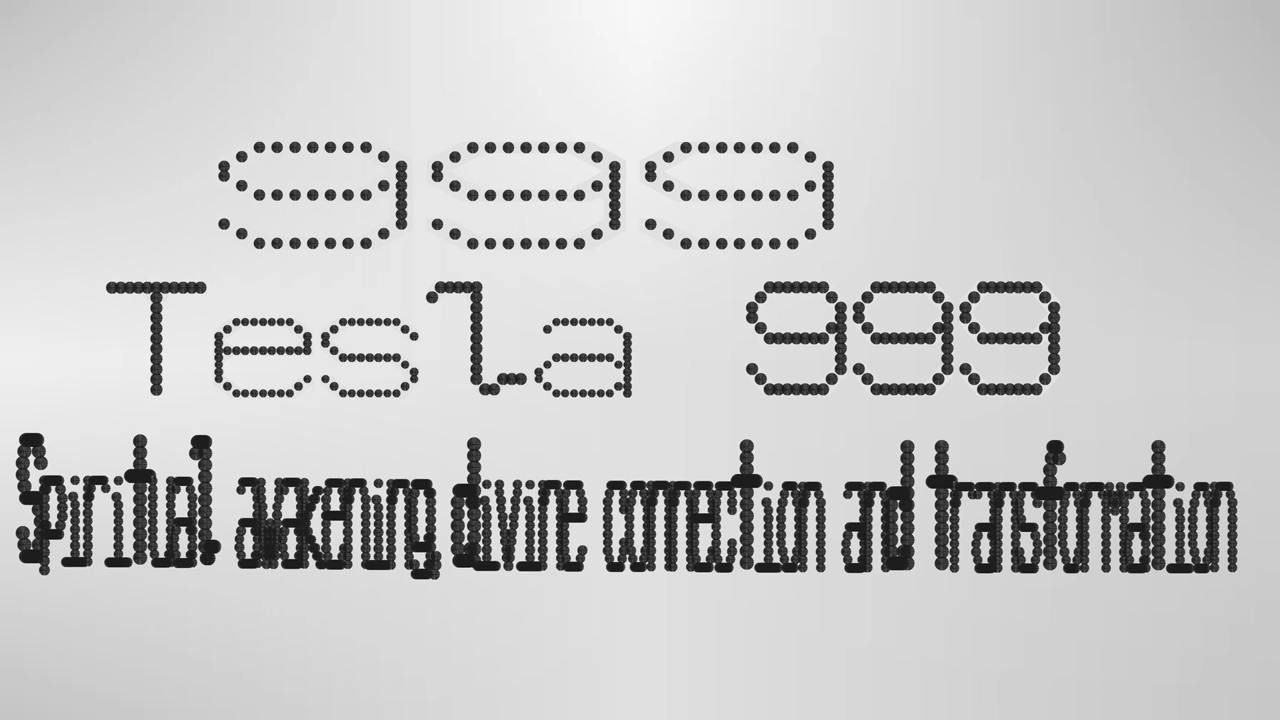 999
Tesla 999
Spiritual awakening, divine connection and transformation